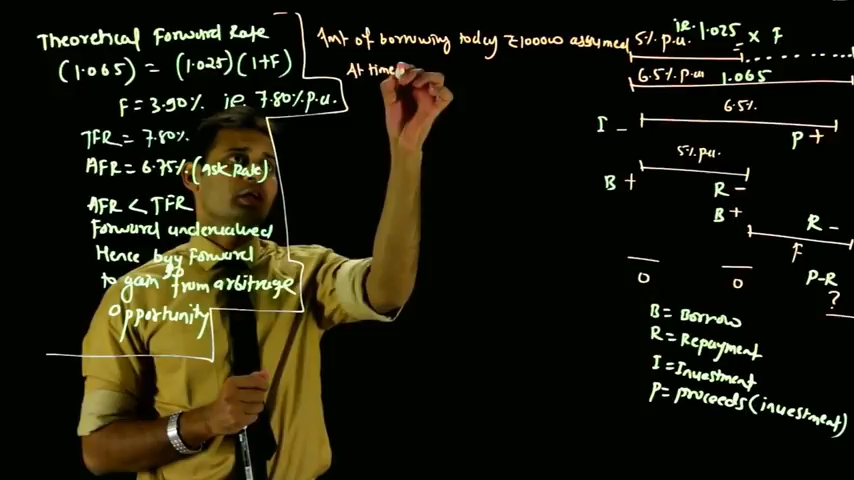 Theoretical Forward Rate
(1.065) = (1.025)(1+F)
F = 3.90% ie 7.80% p.u.
TFR = 7.80%
AFR = 6.75% (ask Rate)
AFR < TFR
Forward undervalued
Hence buy Forward
to gain from arbitrage
Opportunity
Amt of borrowing today ₹10000 assumed
At time
5% p.u. ie 1.025 x F
6.5% p.u 1.065
6.5%
I - P+
5% p.u.
B + R -
B + R -
F
0 0 P-R
?
B = Borrow
R = Repayment
I = Investment
P = proceeds (investment)